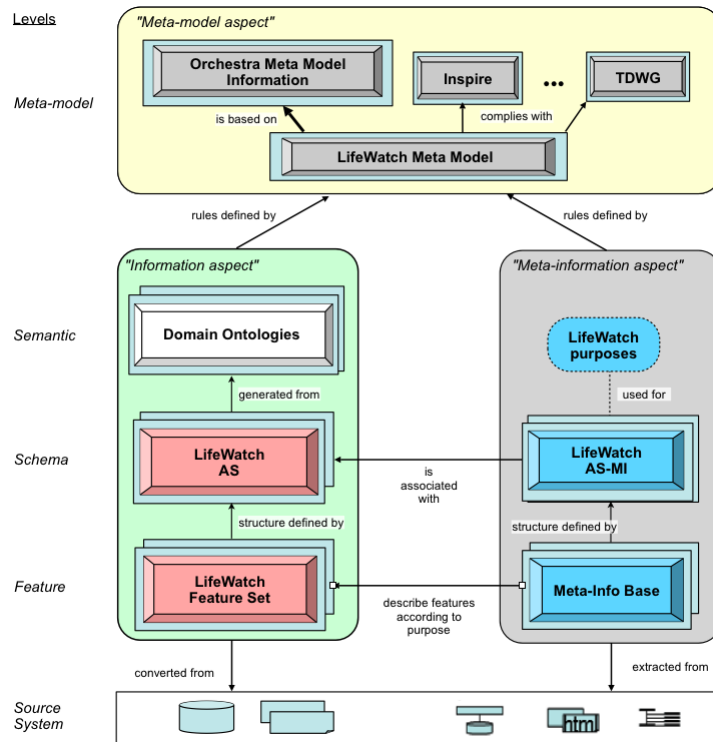 Levels
"Meta-model aspect"
Orchestra Meta Model
Information
Inspire
...
TDWG
Meta-model
is based on
complies with
LifeWatch Meta Model
rules defined by
rules defined by
"Information aspect"
"Meta-information aspect"
Semantic
Domain Ontologies
LifeWatch
purposes
generated from
used for
Schema
LifeWatch
AS
LifeWatch
AS-MI
is
associated
with
structure defined by
structure defined by
Feature
LifeWatch
Feature Set
Meta-Info Base
describe features
according to
purpose
converted from
extracted from
Source
System
html